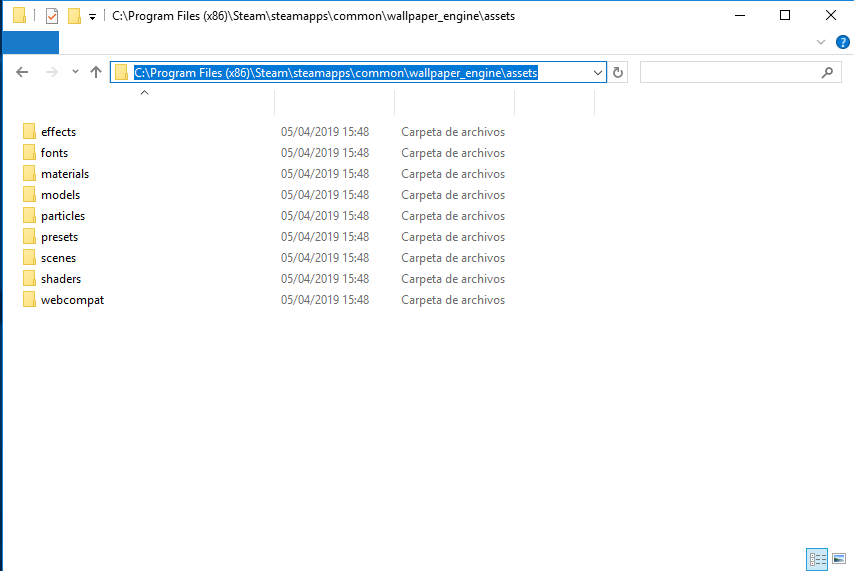 C:\Program Files (x86)\Steam\steamapps\common\wallpaper_engine\assets
?
C:\Program Files (x86)\Steam\steamapps\common\wallpaper_engine\assets
effects 05/04/2019 15:48 Carpeta de archivos
fonts 05/04/2019 15:48 Carpeta de archivos
materials 05/04/2019 15:48 Carpeta de archivos
models 05/04/2019 15:48 Carpeta de archivos
particles 05/04/2019 15:48 Carpeta de archivos
presets 05/04/2019 15:48 Carpeta de archivos
scenes 05/04/2019 15:48 Carpeta de archivos
shaders 05/04/2019 15:48 Carpeta de archivos
webcompat 05/04/2019 15:48 Carpeta de archivos